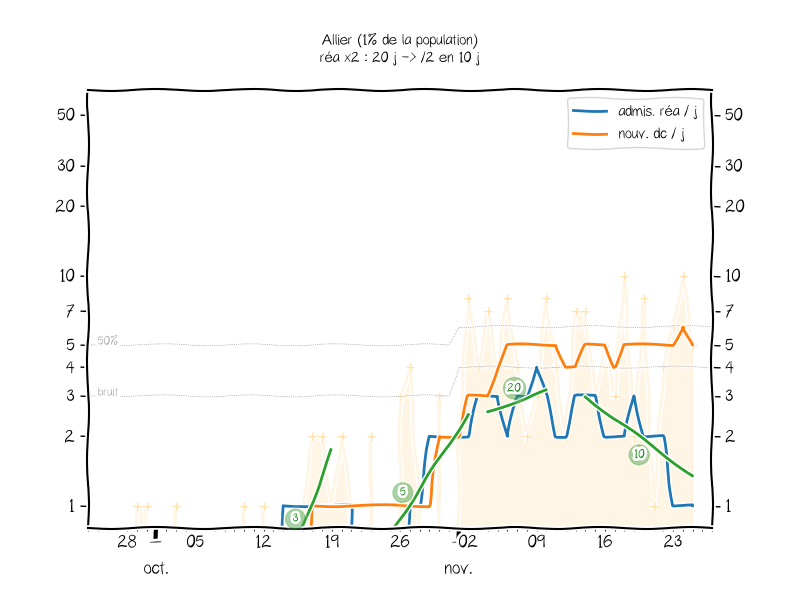 Allier (1% de la population)
réa x2 : 20 j -> /2 en 10 j
admis. réa / j
nouv. dc / j
50 50
30 30
20 20
10 10
7 7
5 50% 5
4 4
3 bruit 3
20
2 2
10
5
1 1
3
28 05 12 19 26 02 09 16 23
oct. nov.